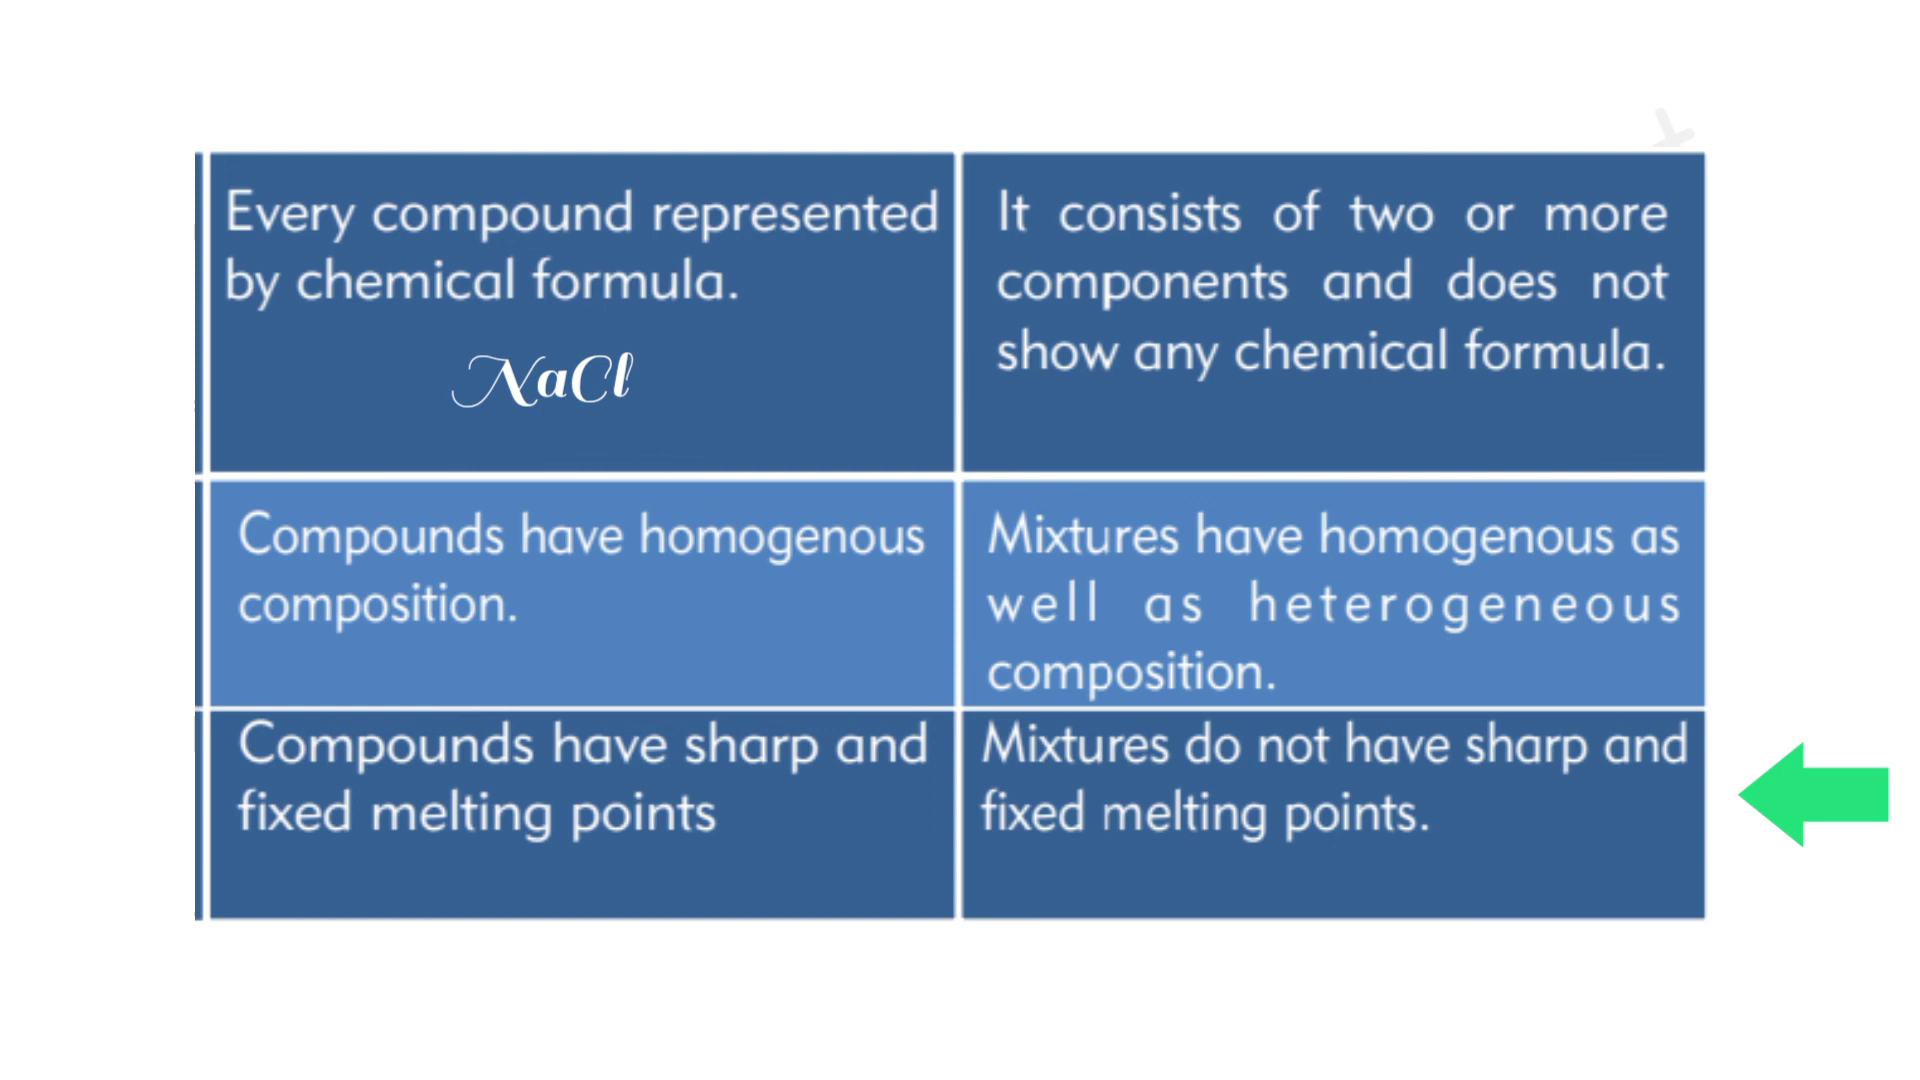 Every compound represented
by chemical formula.
NaCl
It consists of two or more
components and does not
show any chemical formula.
Compounds have homogenous
composition.
Mixtures have homogenous as
well as heterogeneous
composition.
Compounds have sharp and
fixed melting points
Mixtures do not have sharp and
fixed melting points.